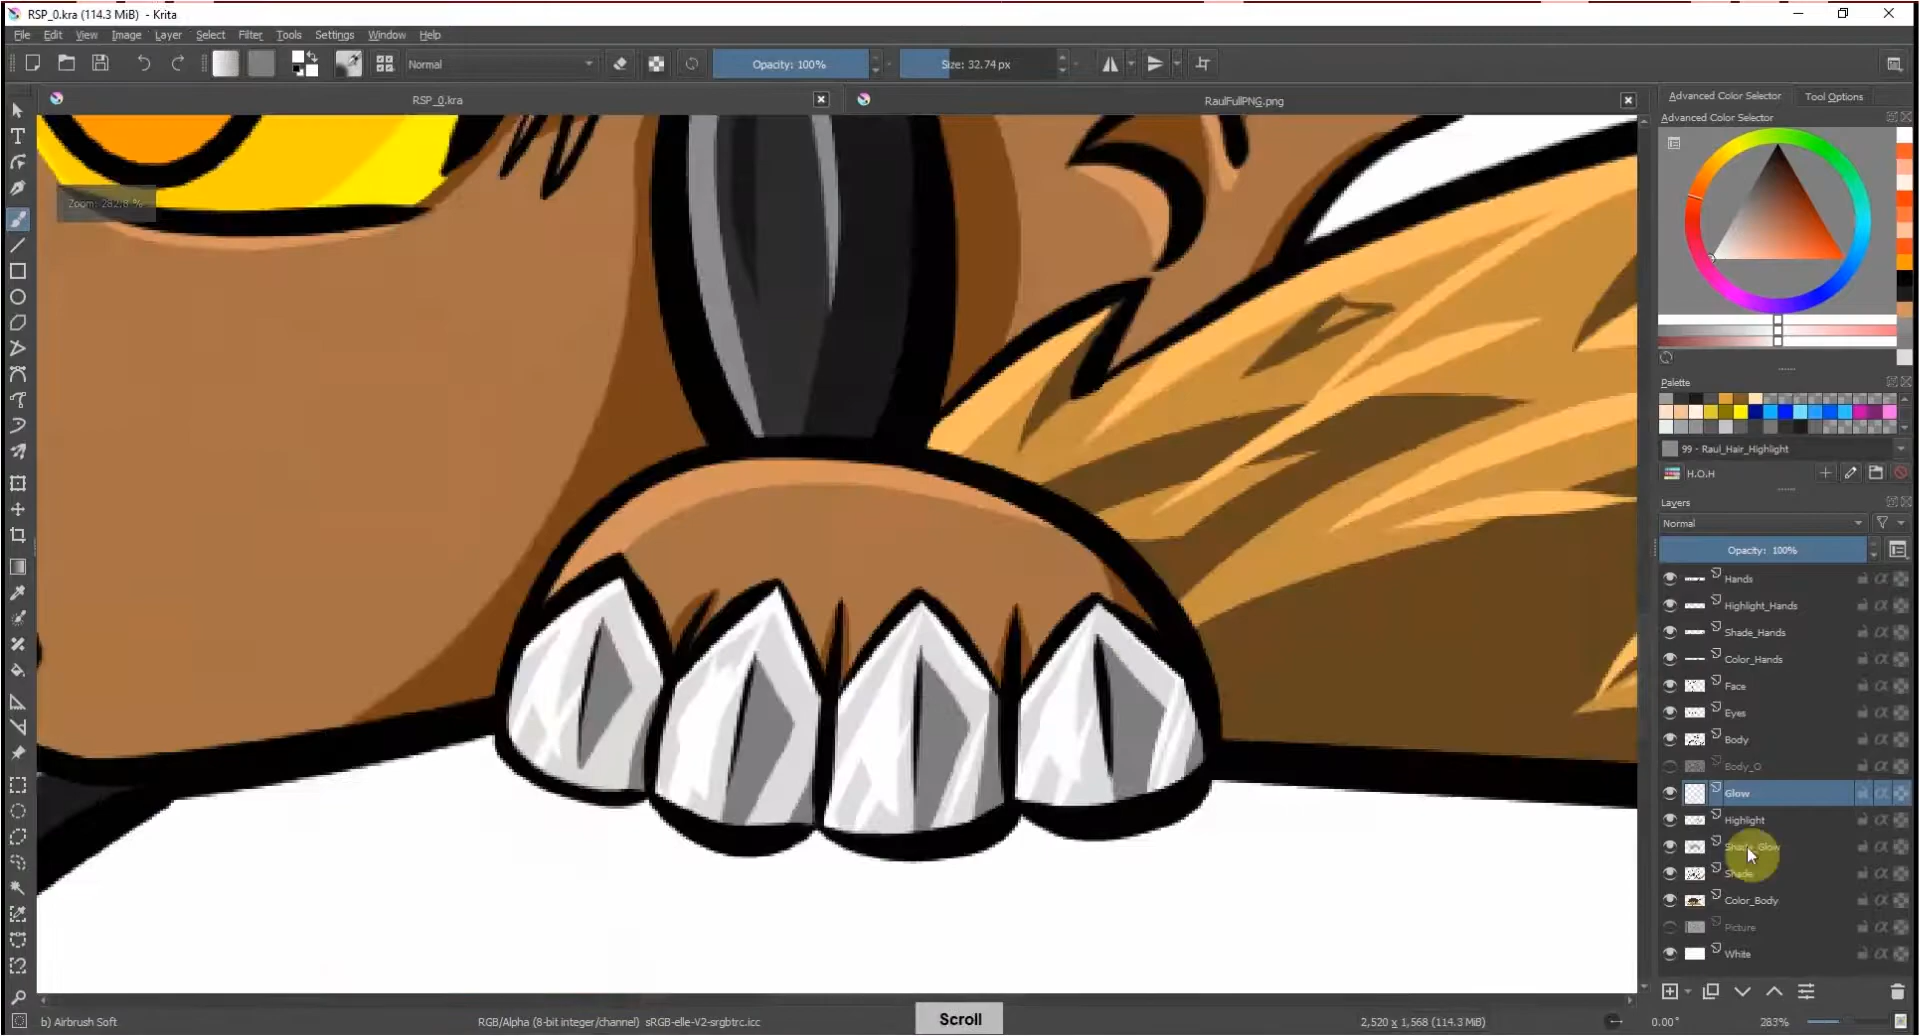 RSP_0.kra (114.3 MiB) - Krita
File Edit View Image Layer Select Filter Tools Settings Window Help
Normal
Opacity: 100%
Size: 32.74 px
RSP_0.kra
RaulFullPNG.png
Advanced Color Selector
Tool Options
Advanced Color Selector
Zoom: 282.8 %
Palette
99 - Raul_Hair_Highlight
H.O.H
Layers
Normal
Opacity: 100%
Hands
Highlight_Hands
Shade_Hands
Color_Hands
Face
Eyes
Body
Body_O
Glow
Highlight
Shade_Glow
Shade
Color_Body
Picture
White
b) Airbrush Soft
RGB/Alpha (8-bit integer/channel) sRGB-elle-V2-srgbtrc.icc
Scroll
2,520 x 1,568 (114.3 MiB)
0.00°
283%